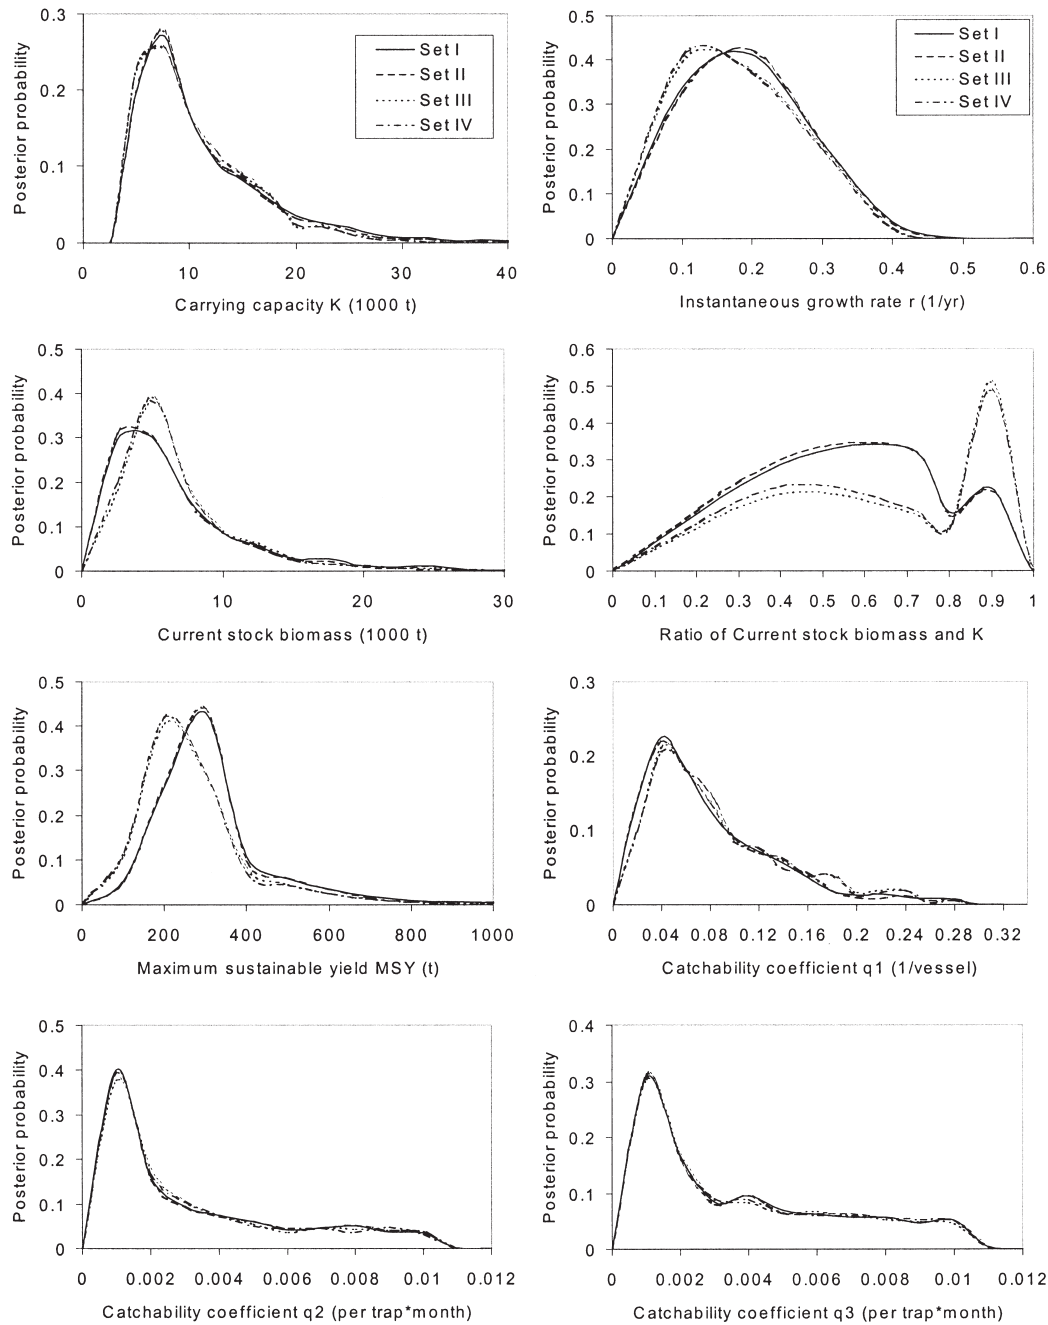 Posterior probability
0.3
0.2
0.1
0
Set I
Set II
Set III
Set IV
0 10 20 30 40
Carrying capacity K (1000 t)
Posterior probability
0.5
0.4
0.3
0.2
0.1
0
Set I
Set II
Set III
Set IV
0 0.1 0.2 0.3 0.4 0.5 0.6
Instantaneous growth rate r (1/yr)
Posterior probability
0.5
0.4
0.3
0.2
0.1
0
0 10 20 30
Current stock biomass (1000 t)
Posterior probability
0.6
0.5
0.4
0.3
0.2
0.1
0
0 0.1 0.2 0.3 0.4 0.5 0.6 0.7 0.8 0.9 1
Ratio of Current stock biomass and K
Posterior probability
0.5
0.4
0.3
0.2
0.1
0
0 200 400 600 800 1000
Maximum sustainable yield MSY (t)
Posterior probability
0.3
0.2
0.1
0
0 0.04 0.08 0.12 0.16 0.2 0.24 0.28 0.32
Catchability coefficient q1 (1/vessel)
Posterior probability
0.5
0.4
0.3
0.2
0.1
0
0 0.002 0.004 0.006 0.008 0.01 0.012
Catchability coefficient q2 (per trap*month)
Posterior probability
0.4
0.3
0.2
0.1
0
0 0.002 0.004 0.006 0.008 0.01 0.012
Catchability coefficient q3 (per trap*month)